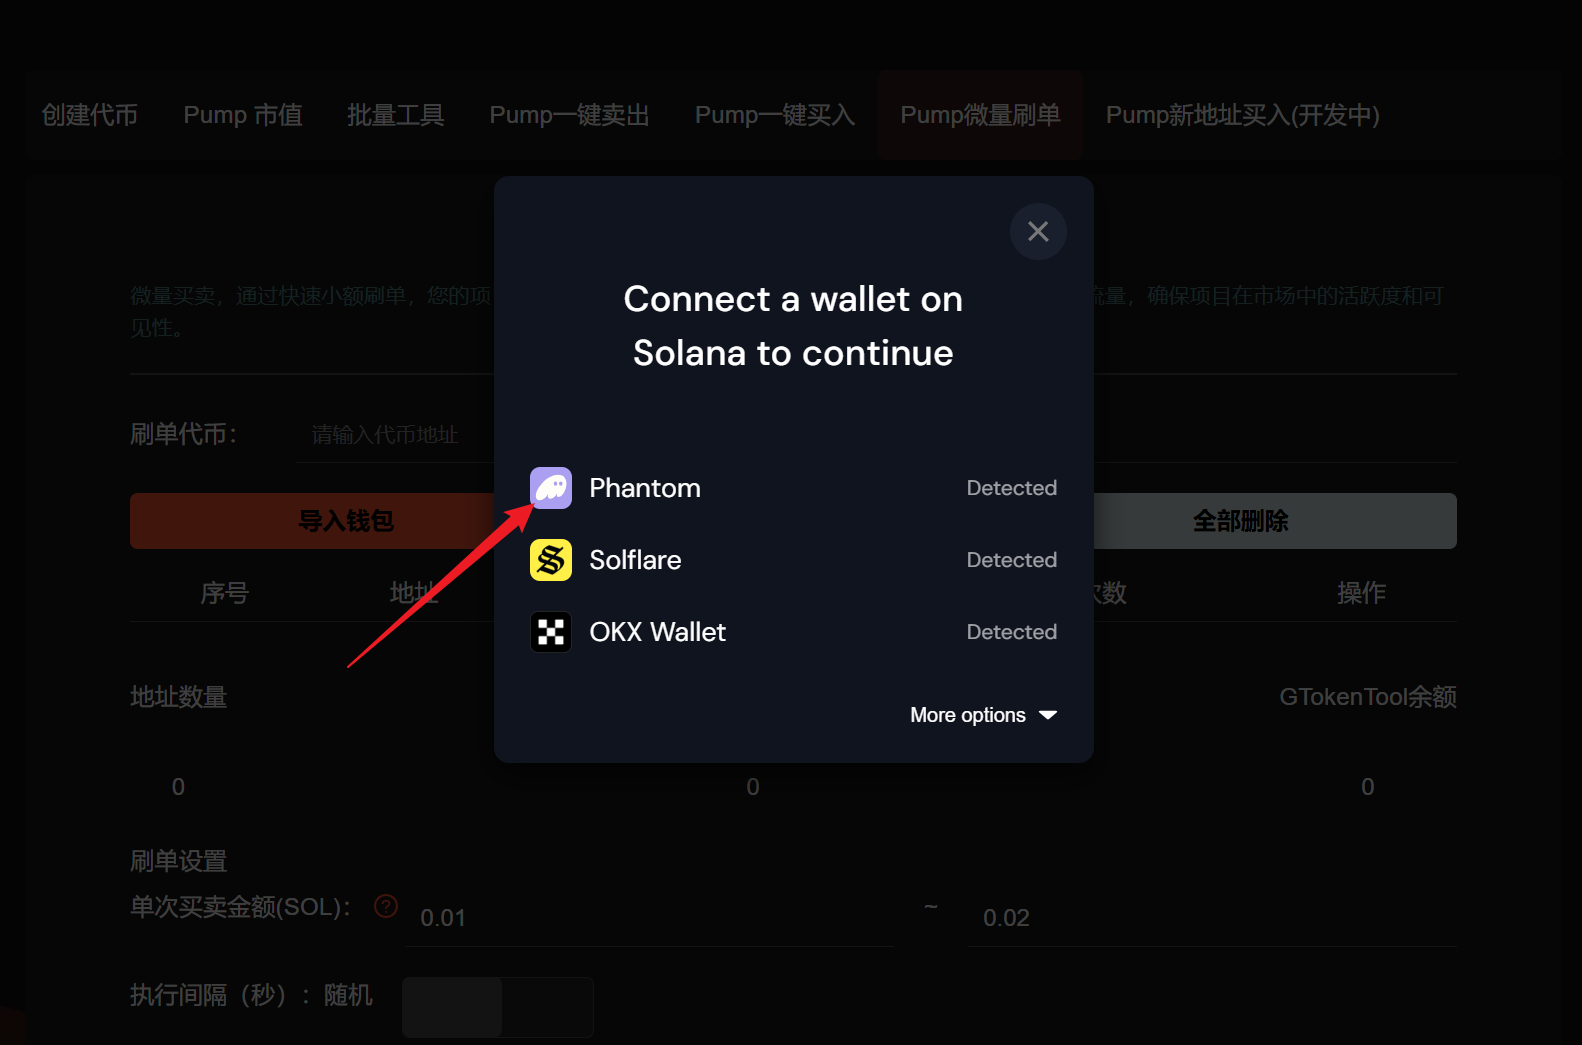 创建代币 Pump 市值 批量工具 Pump一键卖出 Pump一键买入 Pump微量刷单 Pump新地址买入(开发中)
Connect a wallet on
Solana to continue
微量买卖，通过快速小额刷单，您的项
流量，确保项目在市场中的活跃度和可
见性。
刷单代币： 请输入代币地址
Phantom Detected
导入钱包 全部删除
Solflare Detected
序号 地址 次数 操作
OKX Wallet Detected
地址数量 GTokenTool余额
More options
0 0 0
刷单设置
单次买卖金额(SOL)： ? 0.01 ~ 0.02
执行间隔（秒）：随机